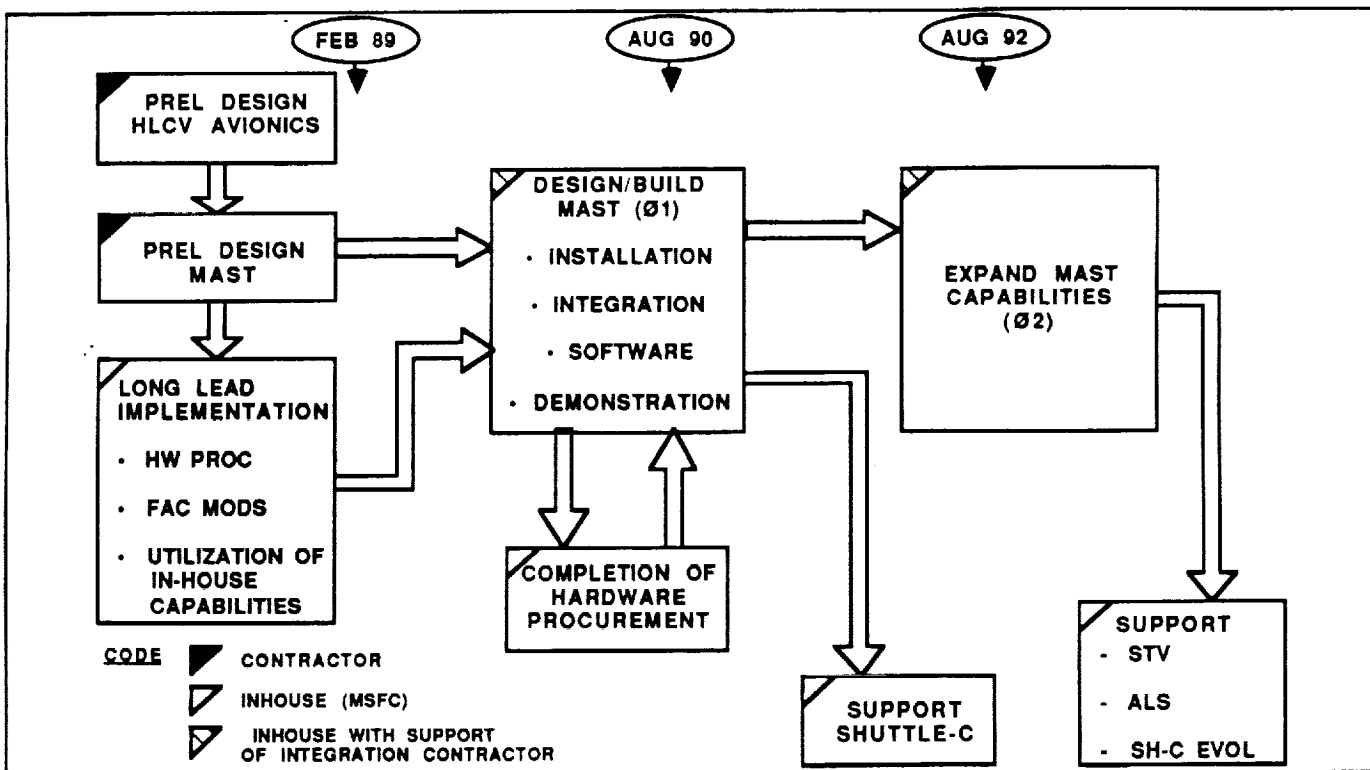 FEB 89
AUG 90
AUG 92
PREL DESIGN
HLCV AVIONICS
PREL DESIGN
MAST
LONG LEAD
IMPLEMENTATION
· HW PROC
· FAC MODS
· UTILIZATION OF
IN-HOUSE
CAPABILITIES
DESIGN/BUILD
MAST (Ø1)
· INSTALLATION
· INTEGRATION
· SOFTWARE
· DEMONSTRATION
COMPLETION OF
HARDWARE
PROCUREMENT
EXPAND MAST
CAPABILITIES
(Ø2)
SUPPORT
SHUTTLE-C
SUPPORT
- STV
- ALS
- SH-C EVOL
CODE
CONTRACTOR
INHOUSE (MSFC)
INHOUSE WITH SUPPORT
OF INTEGRATION CONTRACTOR